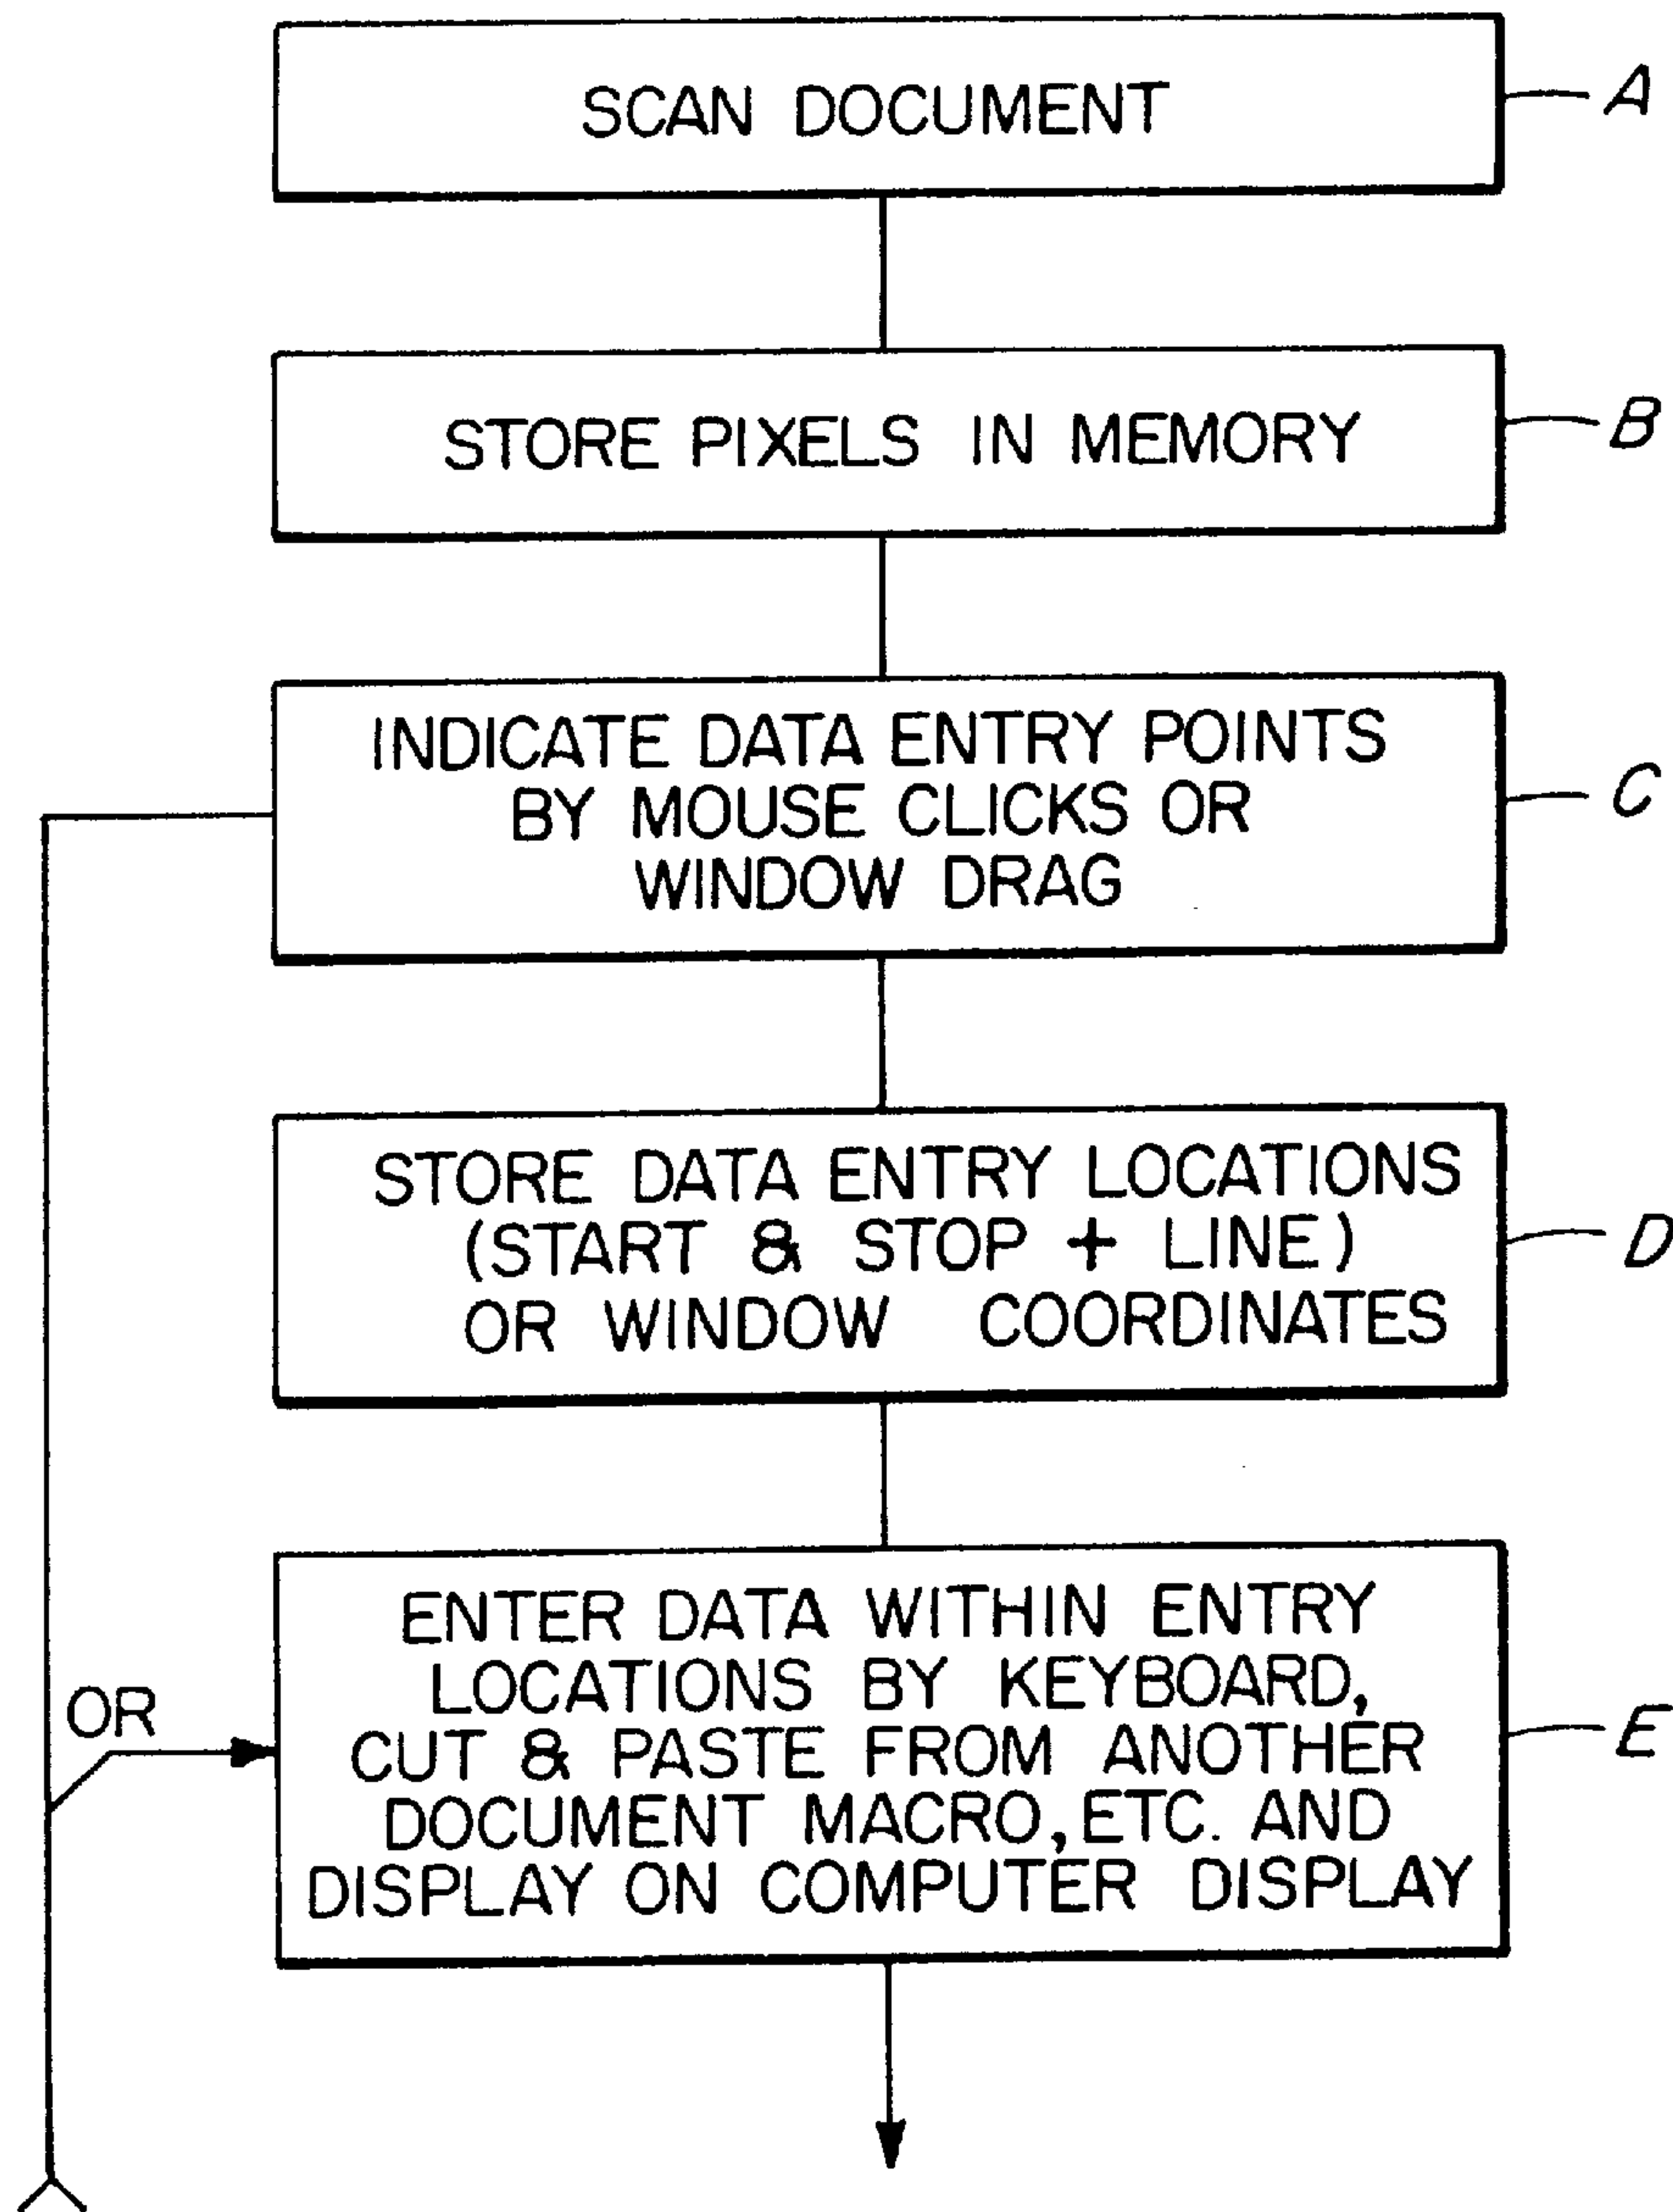 SCAN DOCUMENT
A
STORE PIXELS IN MEMORY
B
INDICATE DATA ENTRY POINTS
BY MOUSE CLICKS OR
WINDOW DRAG
C
STORE DATA ENTRY LOCATIONS
(START & STOP + LINE)
OR WINDOW COORDINATES
D
ENTER DATA WITHIN ENTRY
LOCATIONS BY KEYBOARD,
CUT & PASTE FROM ANOTHER
DOCUMENT MACRO, ETC. AND
DISPLAY ON COMPUTER DISPLAY
E
OR